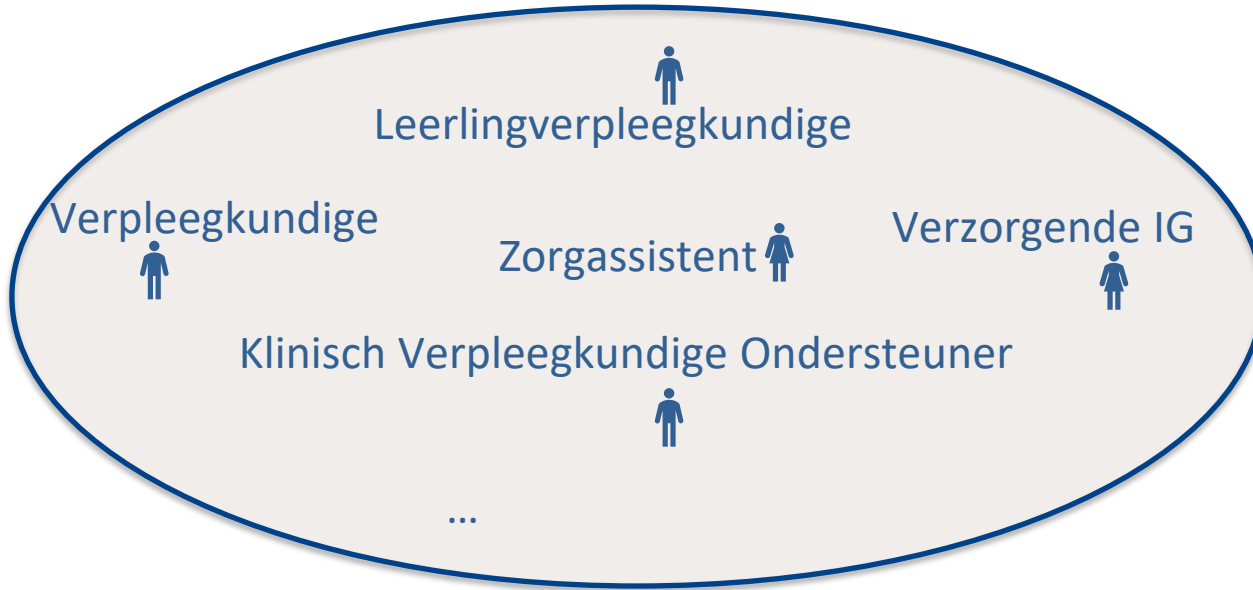 Leerlingverpleegkundige
Verpleegkundige
Verzorgende IG
Zorgassistent
Klinisch Verpleegkundige Ondersteuner
...